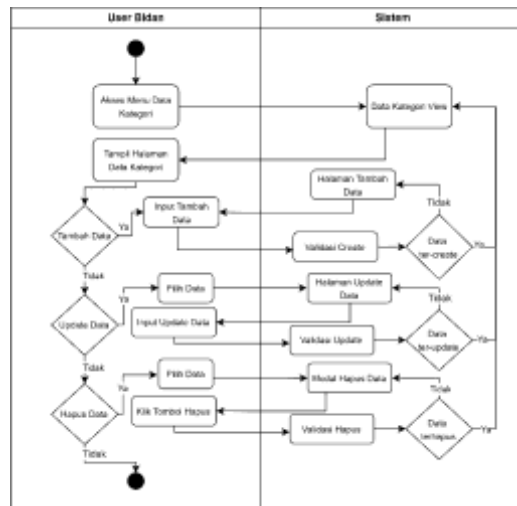 User Bidan
Sistem
Akses Menu Data
Kategori
Data Kategori View
Tampil Halaman
Data Kategori
Halaman Tambah
Data
Input Tambah
Data
Tidak
Tambah Data
Ya
Validasi Create
Data
ter-create
Ya
Tidak
Pilih Data
Halaman Update
Data
Ya
Tidak
Input Update Data
Update Data
Validasi Update
Data
ter-update
Ya
Tidak
Pilih Data
Modal Hapus Data
Ya
Tidak
Klik Tombol Hapus
Hapus Data
Validasi Hapus
Data
terhapus
Ya
Tidak